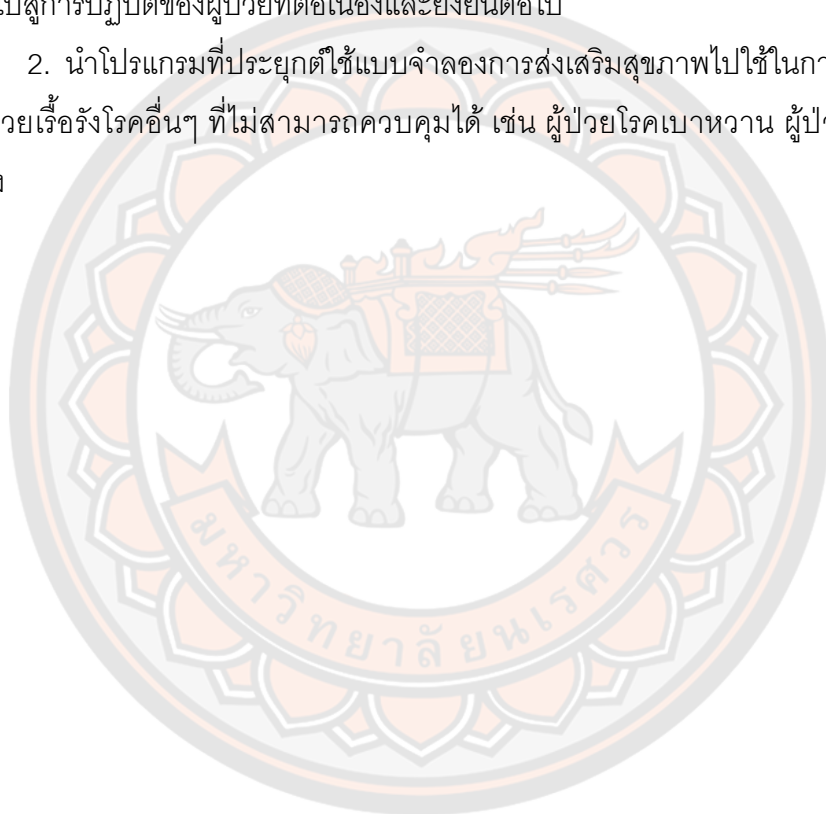 ไปสู่การปฏิบัติของผู้ป่วยที่ต่อเนื่องและยั่งยืนต่อไป
2. นำโปรแกรมที่ประยุกต์ใช้แบบจำลองการส่งเสริมสุขภาพไปใช้ในกา
วยเรื้อรังโรคอื่นๆ ที่ไม่สามารถควบคุมได้ เช่น ผู้ป่วยโรคเบาหวาน ผู้ป่ว
ง
มหาวิทยาลัยนเรศวร